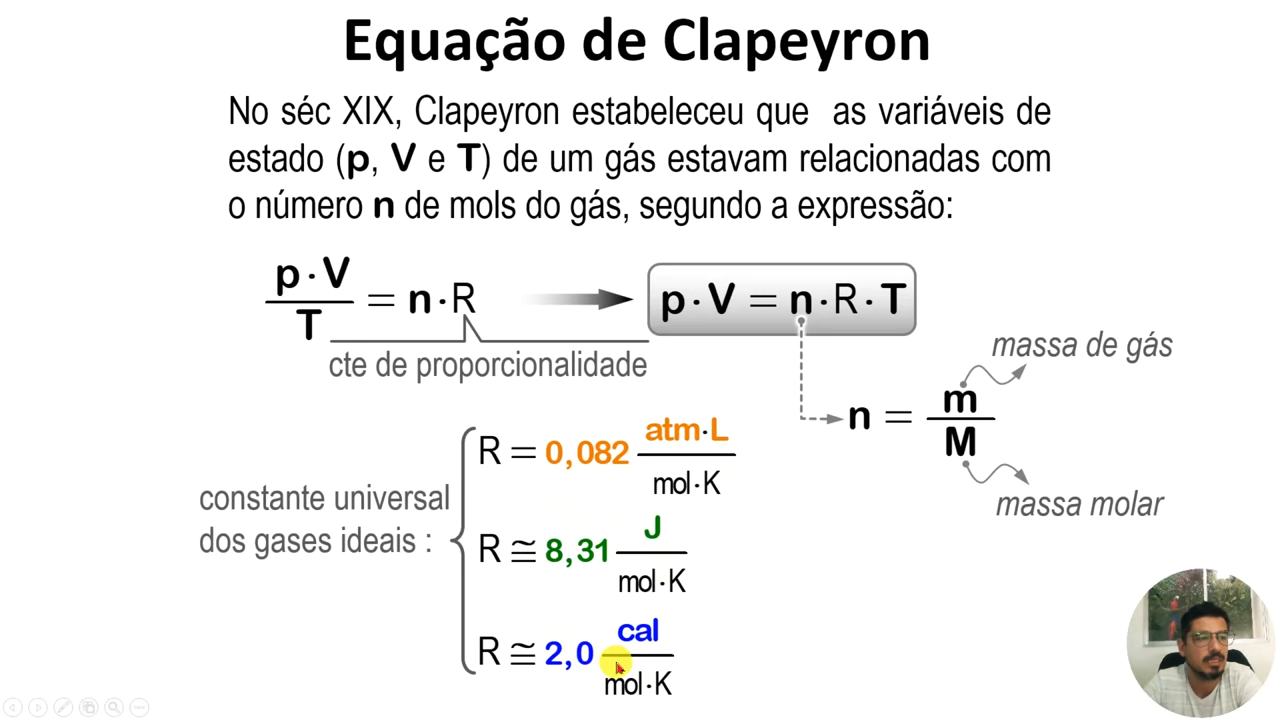 Equação de Clapeyron
No séc XIX, Clapeyron estabeleceu que as variáveis de
estado (p, V e T) de um gás estavam relacionadas com
o número n de mols do gás, segundo a expressão:
p·V
T
= n·R
p·V = n·R·T
cte de proporcionalidade
massa de gás
n = m
M
massa molar
constante universal
dos gases ideais :
R = 0,082 atm·L
mol·K
R ≅ 8,31 J
mol·K
R ≅ 2,0 cal
mol·K